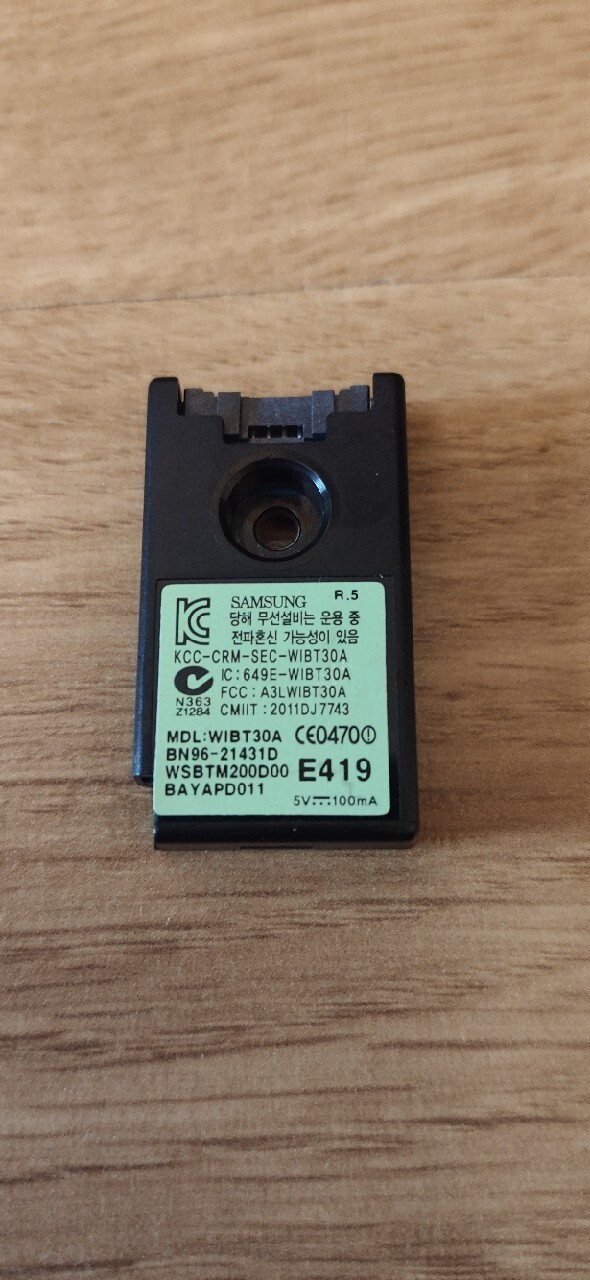 SAMSUNG R.5
당해 무선설비는 운용 중
전파혼신 가능성이 있음
KCC-CRM-SEC-WIBT30A
IC:649E-WIBT30A
FCC: A3LWIBT30A
N363
Z1284
CMIIT: 2011DJ7743
MDL:WIBT30A CE0470
BN96-21431D
WSBTM200D00 E419
BAYAPD011
5V⎓100mA